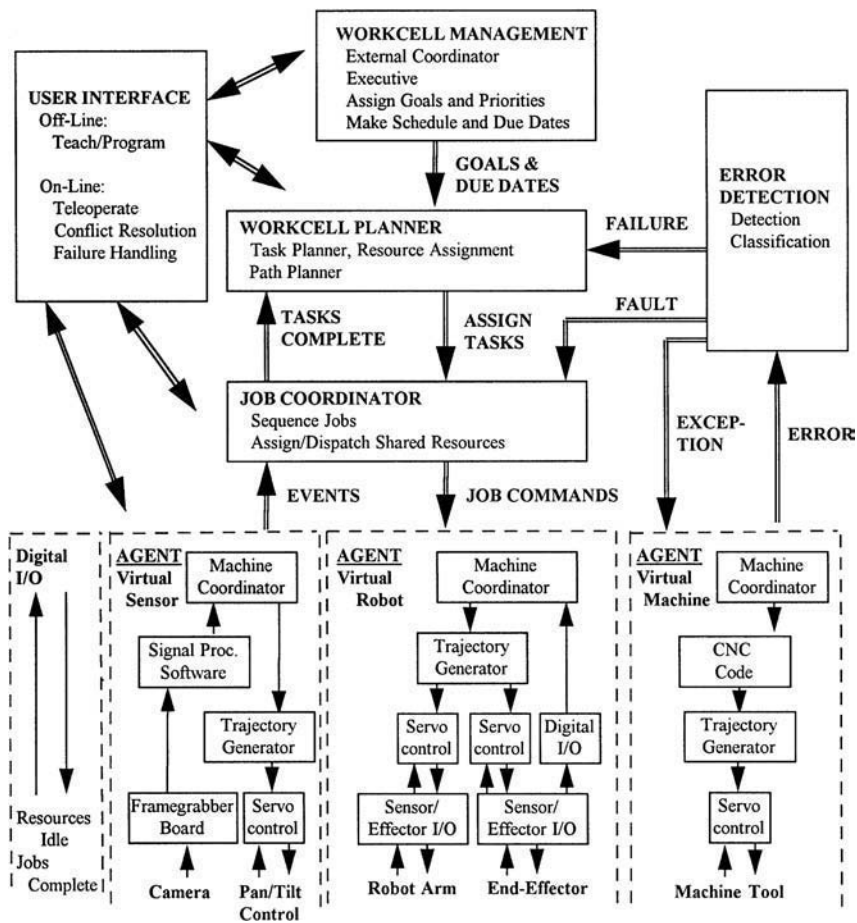 WORKCELL MANAGEMENT
External Coordinator
Executive
Assign Goals and Priorities
Make Schedule and Due Dates
USER INTERFACE
Off-Line:
Teach/Program
On-Line:
Teleoperate
Conflict Resolution
Failure Handling
GOALS &
DUE DATES
ERROR
DETECTION
Detection
Classification
WORKCELL PLANNER
Task Planner, Resource Assignment
Path Planner
FAILURE
FAULT
TASKS
COMPLETE
ASSIGN
TASKS
JOB COORDINATOR
Sequence Jobs
Assign/Dispatch Shared Resources
EXCEP-
TION
ERROR:
EVENTS
JOB COMMANDS
Digital
I/O
Resources
Idle
Jobs
Complete
AGENT
Virtual
Sensor
Machine
Coordinator
Signal Proc.
Software
Trajectory
Generator
Framegrabber
Board
Servo
control
Camera
Pan/Tilt
Control
AGENT
Virtual
Robot
Machine
Coordinator
Trajectory
Generator
Servo
control
Servo
control
Digital
I/O
Sensor/
Effector I/O
Sensor/
Effector I/O
Robot Arm
End-Effector
AGENT
Virtual
Machine
Machine
Coordinator
CNC
Code
Trajectory
Generator
Servo
control
Machine Tool